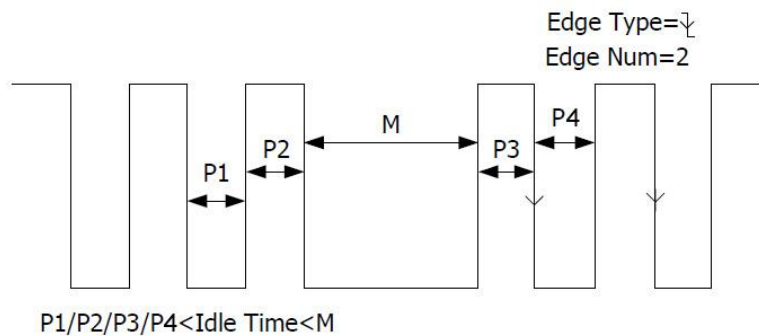 Edge Type=
Edge Num=2
M
P4
P2
P3
P1
P1/P2/P3/P4<Idle Time<M